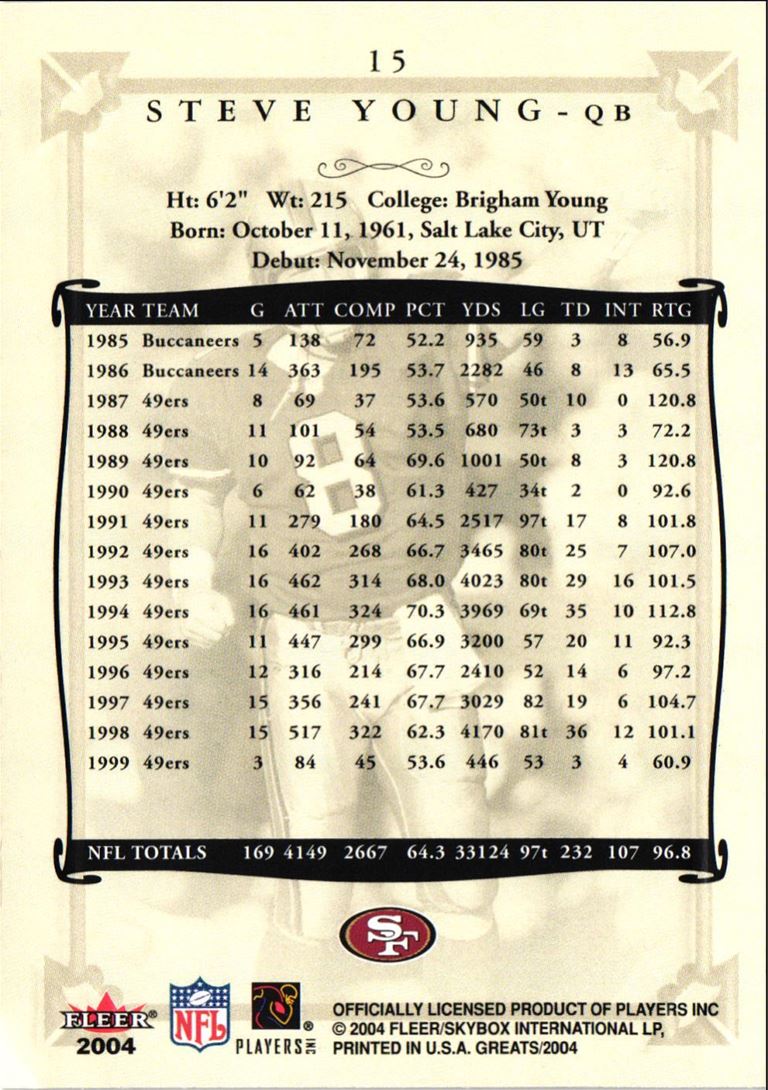 15
STEVE YOUNG - QB
Ht: 6'2" Wt: 215 College: Brigham Young
Born: October 11, 1961, Salt Lake City, UT
Debut: November 24, 1985
YEAR TEAM G ATT COMP PCT YDS LG TD INT RTG
1985 Buccaneers 5 138 72 52.2 935 59 3 8 56.9
1986 Buccaneers 14 363 195 53.7 2282 46 8 13 65.5
1987 49ers 8 69 37 53.6 570 50t 10 0 120.8
1988 49ers 11 101 54 53.5 680 73t 3 3 72.2
1989 49ers 10 92 64 69.6 1001 50t 8 3 120.8
1990 49ers 6 62 38 61.3 427 34t 2 0 92.6
1991 49ers 11 279 180 64.5 2517 97t 17 8 101.8
1992 49ers 16 402 268 66.7 3465 80t 25 7 107.0
1993 49ers 16 462 314 68.0 4023 80t 29 16 101.5
1994 49ers 16 461 324 70.3 3969 69t 35 10 112.8
1995 49ers 11 447 299 66.9 3200 57 20 11 92.3
1996 49ers 12 316 214 67.7 2410 52 14 6 97.2
1997 49ers 15 356 241 67.7 3029 82 19 6 104.7
1998 49ers 15 517 322 62.3 4170 81t 36 12 101.1
1999 49ers 3 84 45 53.6 446 53 3 4 60.9
NFL TOTALS 169 4149 2667 64.3 33124 97t 232 107 96.8
8
SF
FLEER®
2004
NFL
PLAYERS INC ®
OFFICIALLY LICENSED PRODUCT OF PLAYERS INC
© 2004 FLEER/SKYBOX INTERNATIONAL LP,
PRINTED IN U.S.A. GREATS/2004